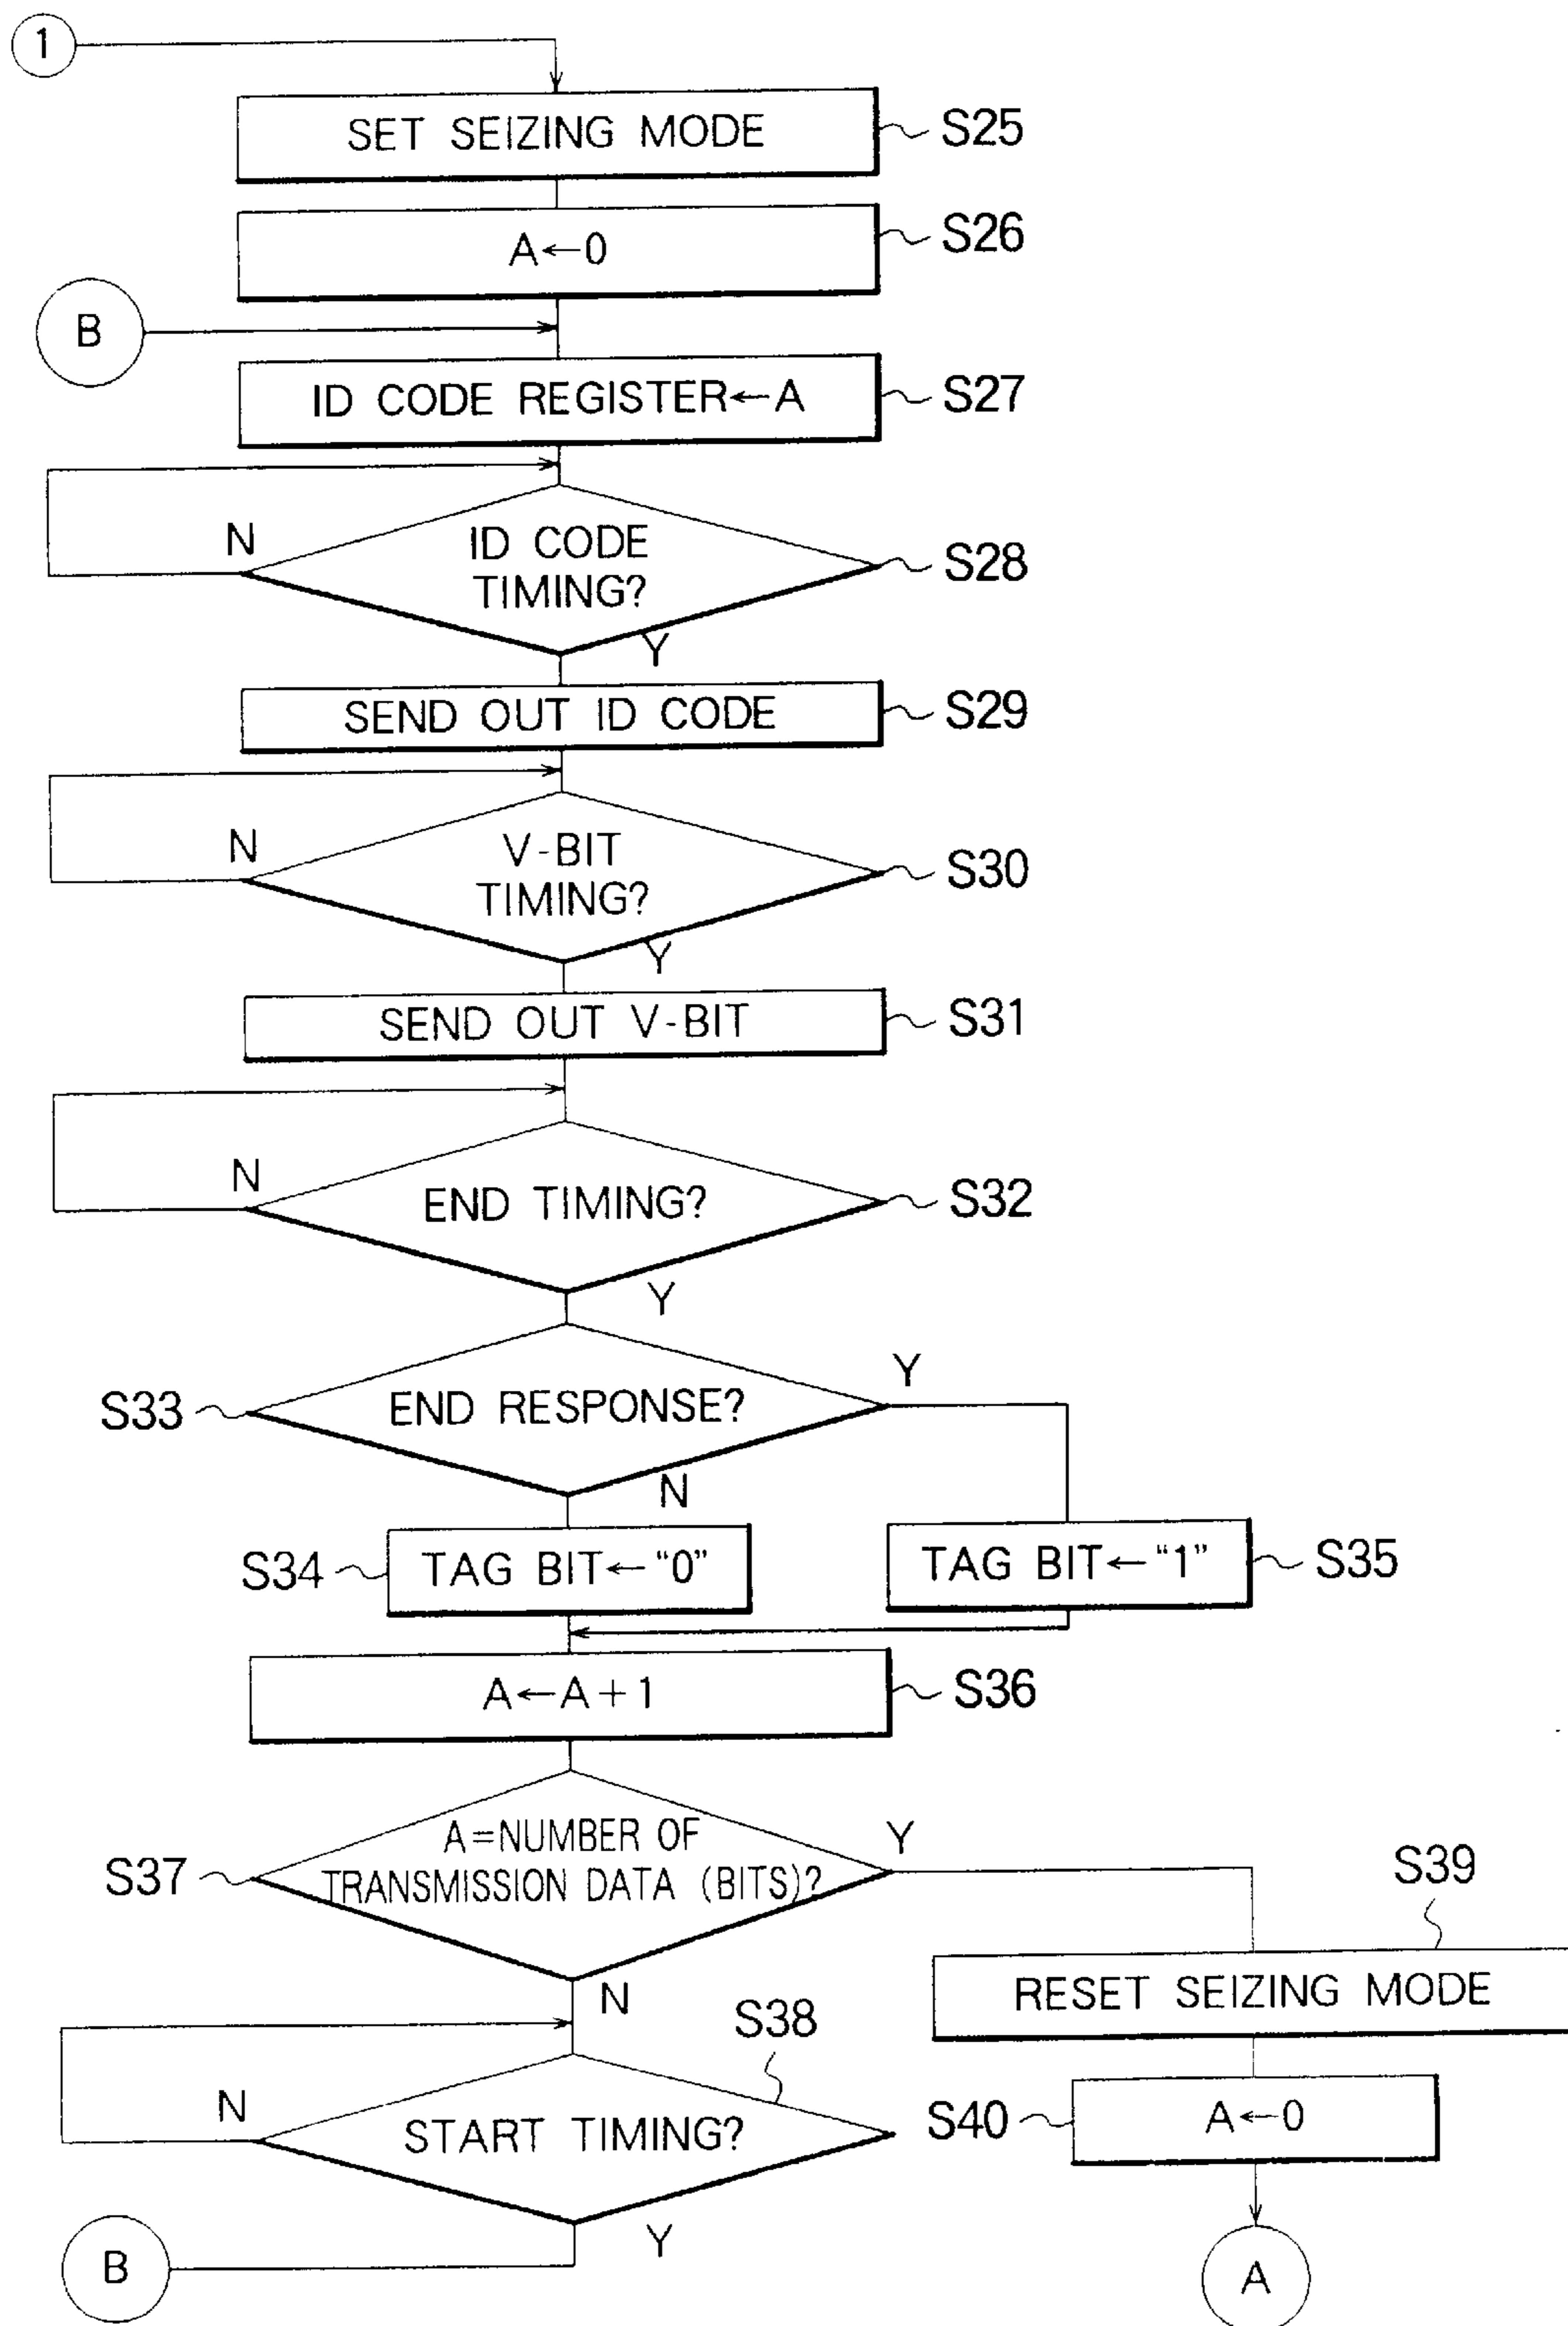 1
SET SEIZING MODE
S25
A←0
S26
B
ID CODE REGISTER←A
S27
N
ID CODE
TIMING?
S28
Y
SEND OUT ID CODE
S29
N
V-BIT
TIMING?
S30
Y
SEND OUT V-BIT
S31
N
END TIMING?
S32
Y
S33
END RESPONSE?
Y
N
S34
TAG BIT←“0”
TAG BIT←“1”
S35
A←A+1
S36
S37
A=NUMBER OF
TRANSMISSION DATA (BITS)?
Y
S39
N
RESET SEIZING MODE
S38
N
START TIMING?
S40
A←0
Y
B
A